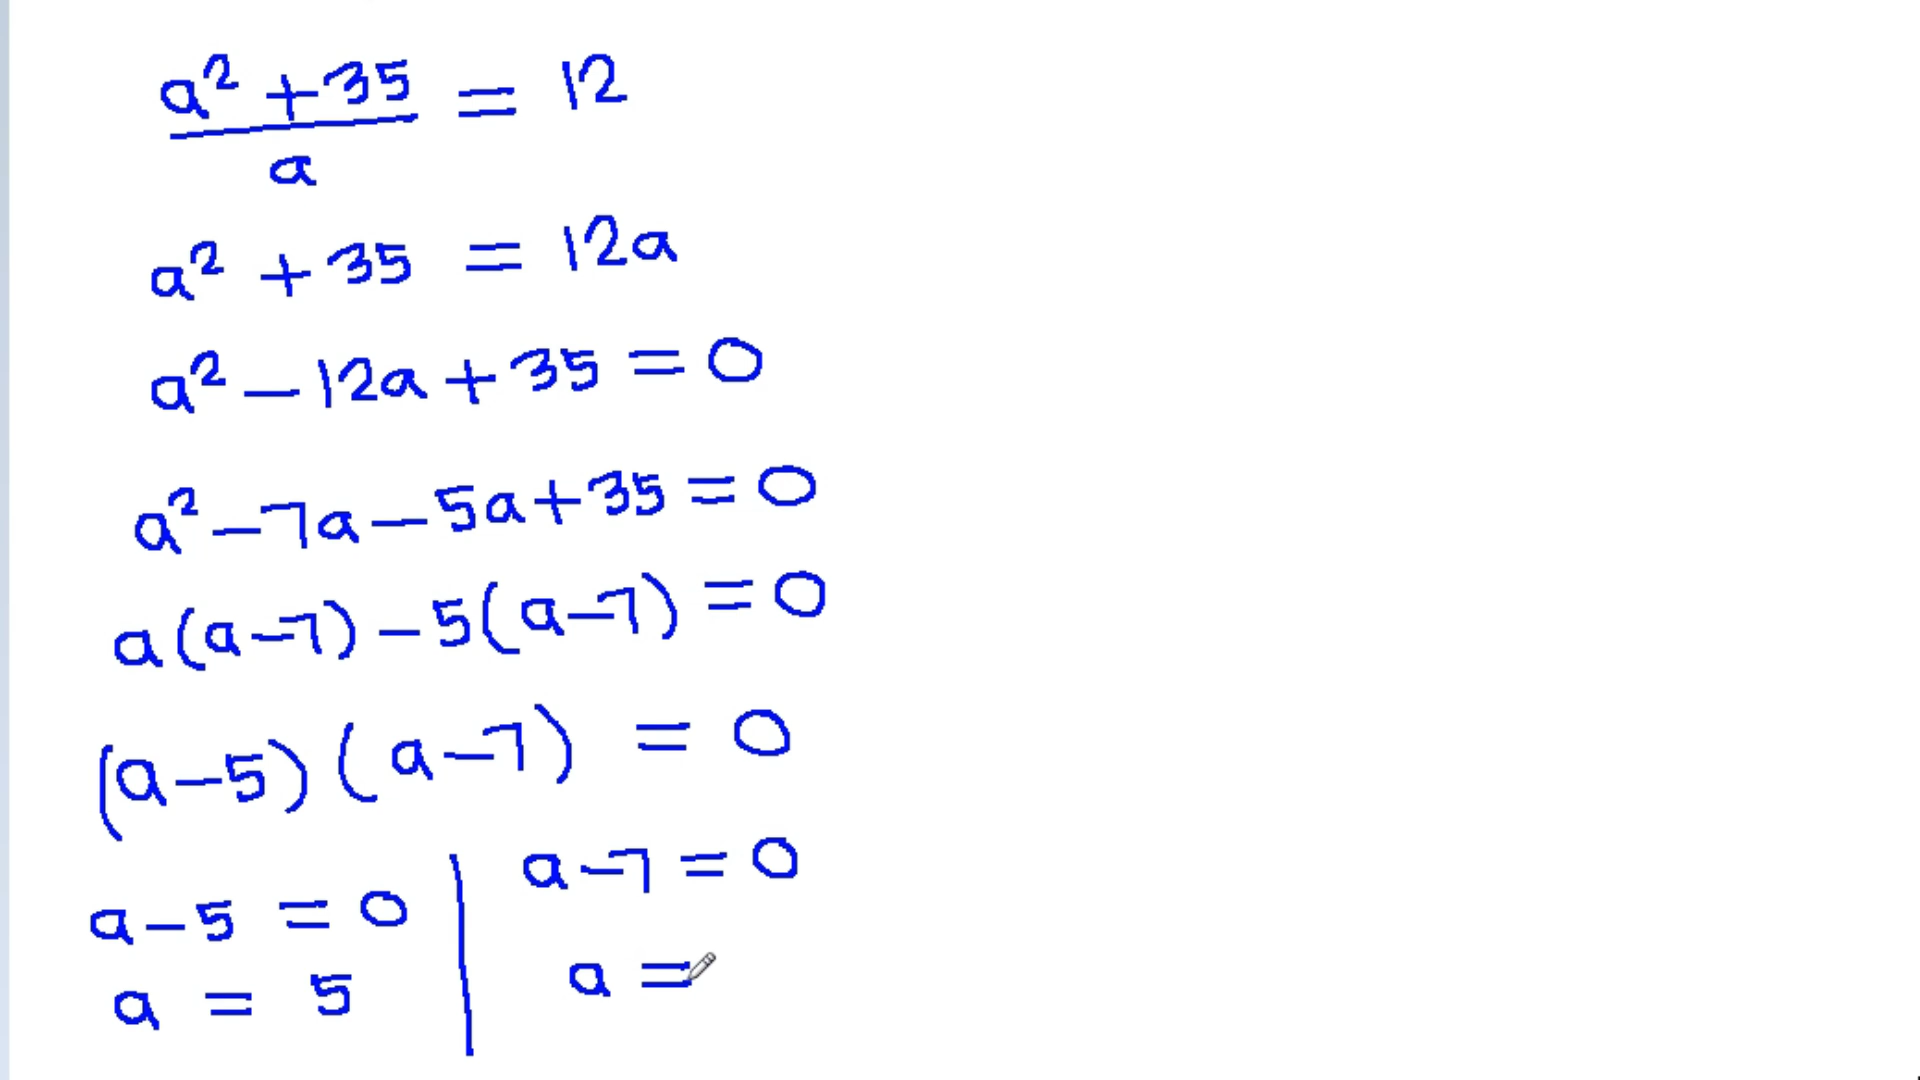 a² + 35 = 12
a
a² + 35 = 12a
a² - 12a + 35 = 0
a² - 7a - 5a + 35 = 0
a(a-7) - 5(a-7) = 0
(a-5)(a-7) = 0
a - 5 = 0
a = 5
a - 7 = 0
a =